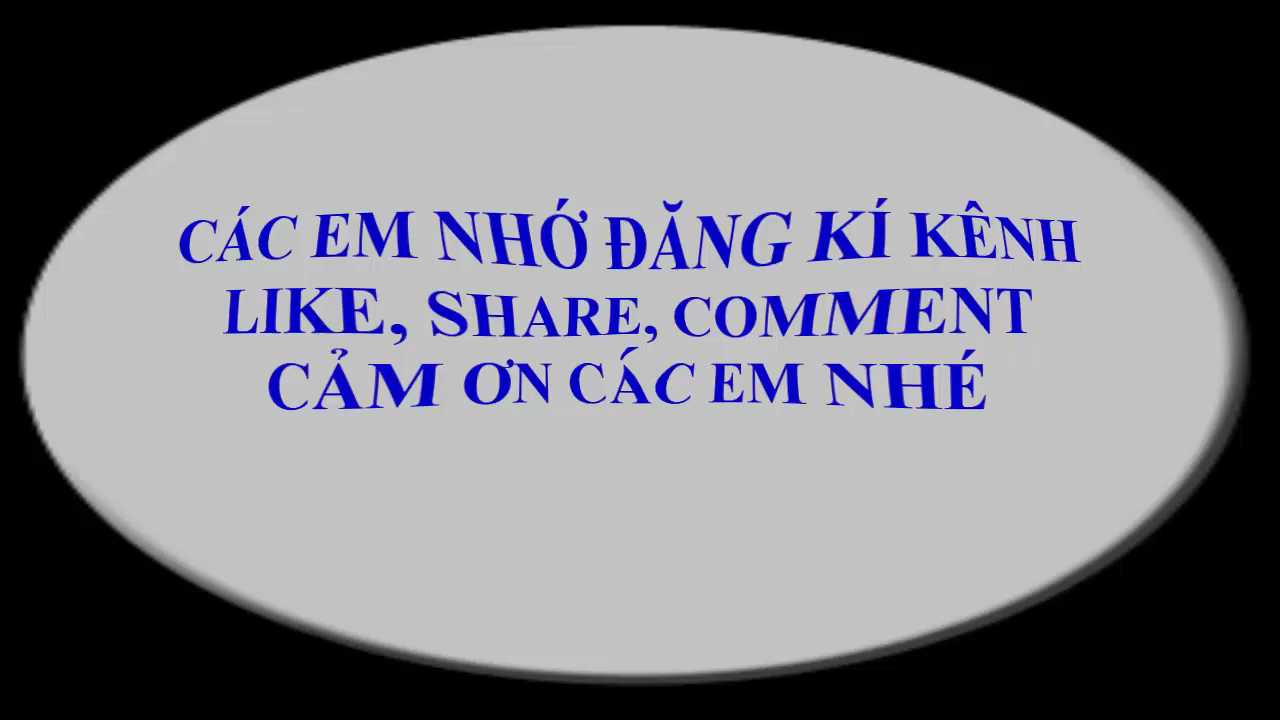 CÁC EM NHỚ ĐĂNG KÍ KÊNH
LIKE, SHARE, COMMENT
CẢM ƠN CÁC EM NHÉ